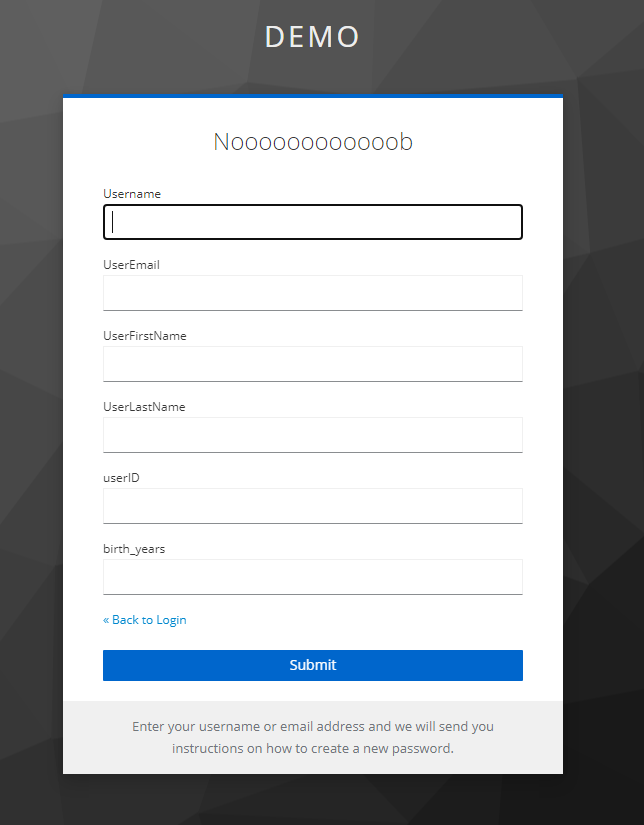 DEMO
Noooooooooooob
Username
UserEmail
UserFirstName
UserLastName
userID
birth_years
« Back to Login
Submit
Enter your username or email address and we will send you
instructions on how to create a new password.